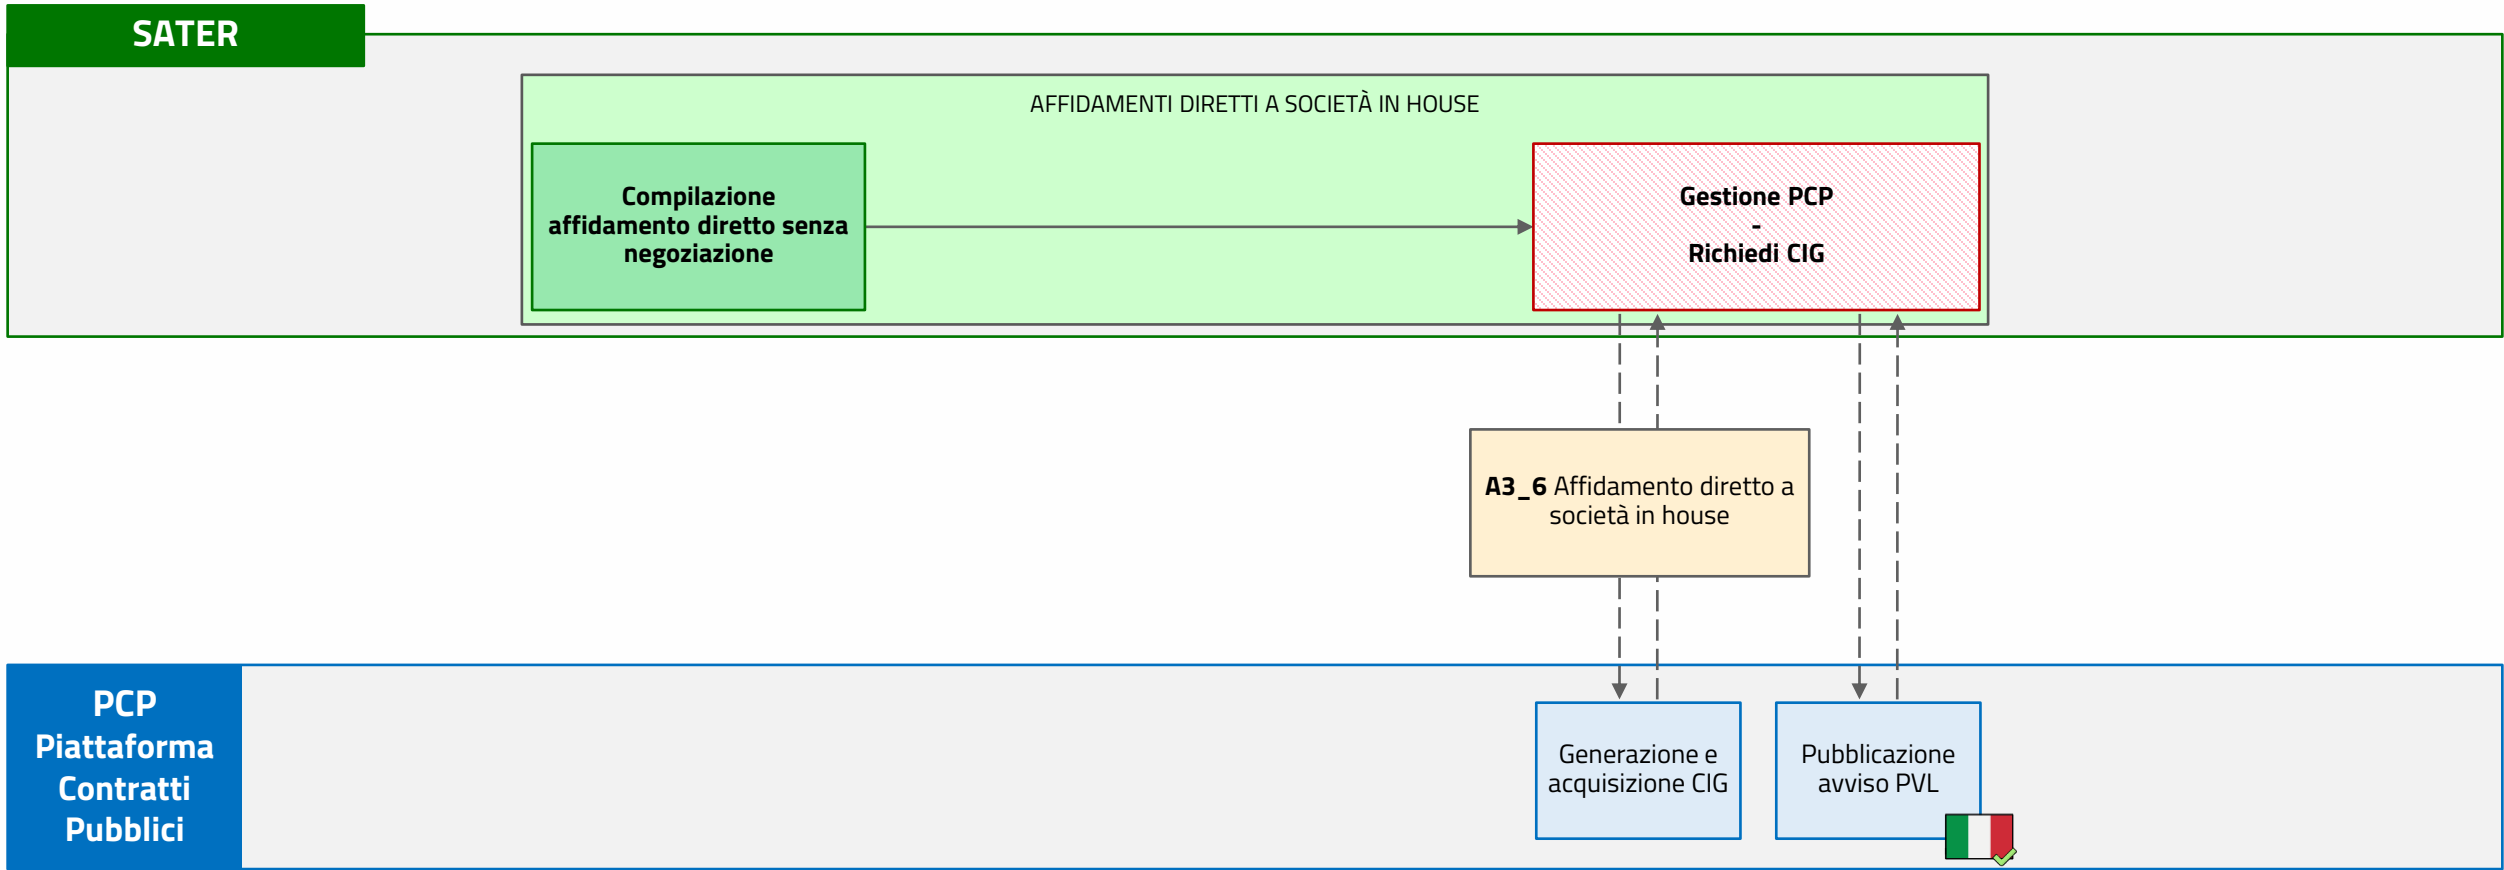 SATER
AFFIDAMENTI DIRETTI A SOCIETÀ IN HOUSE
Compilazione
affidamento diretto senza
negoziazione
Gestione PCP
-
Richiedi CIG
A3_6 Affidamento diretto a
società in house
PCP
Piattaforma
Contratti
Pubblici
Generazione e
acquisizione CIG
Pubblicazione
avviso PVL